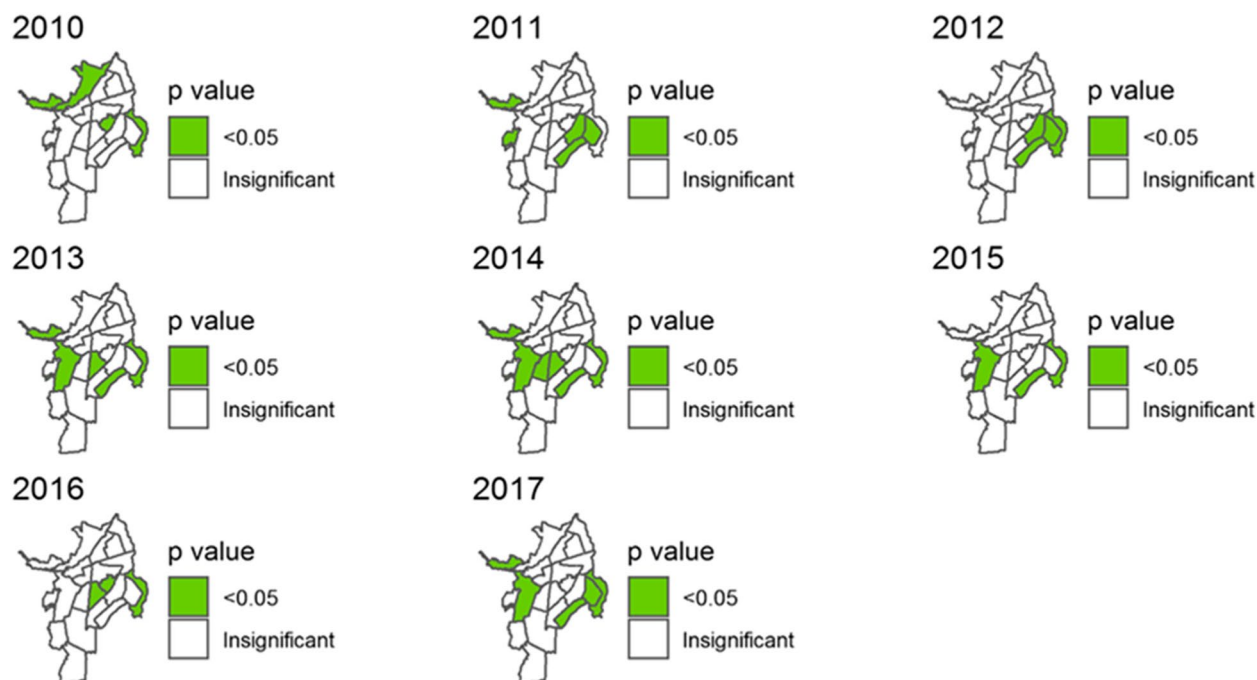 2010
p value
<0.05
Insignificant
2011
p value
<0.05
Insignificant
2012
p value
<0.05
Insignificant
2013
p value
<0.05
Insignificant
2014
p value
<0.05
Insignificant
2015
p value
<0.05
Insignificant
2016
p value
<0.05
Insignificant
2017
p value
<0.05
Insignificant